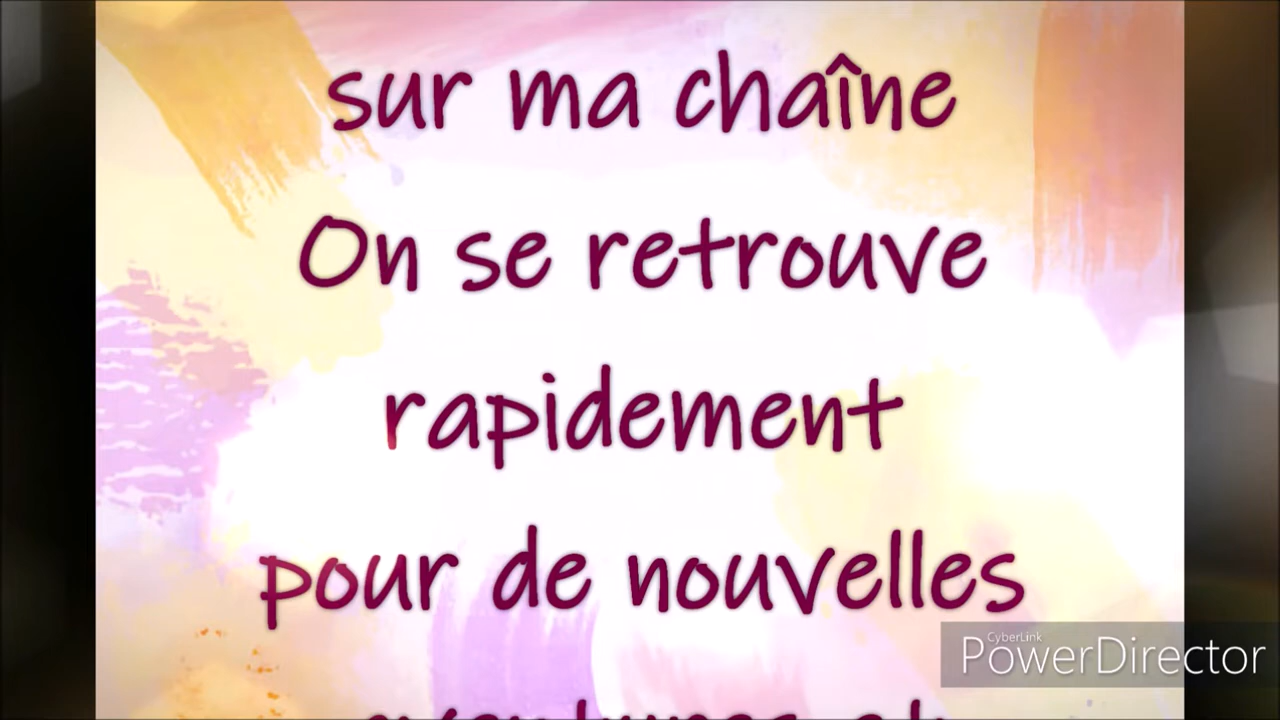 sur ma chaîne
On se retrouve
rapidement
pour de nouvelles
CyberLink
PowerDirector